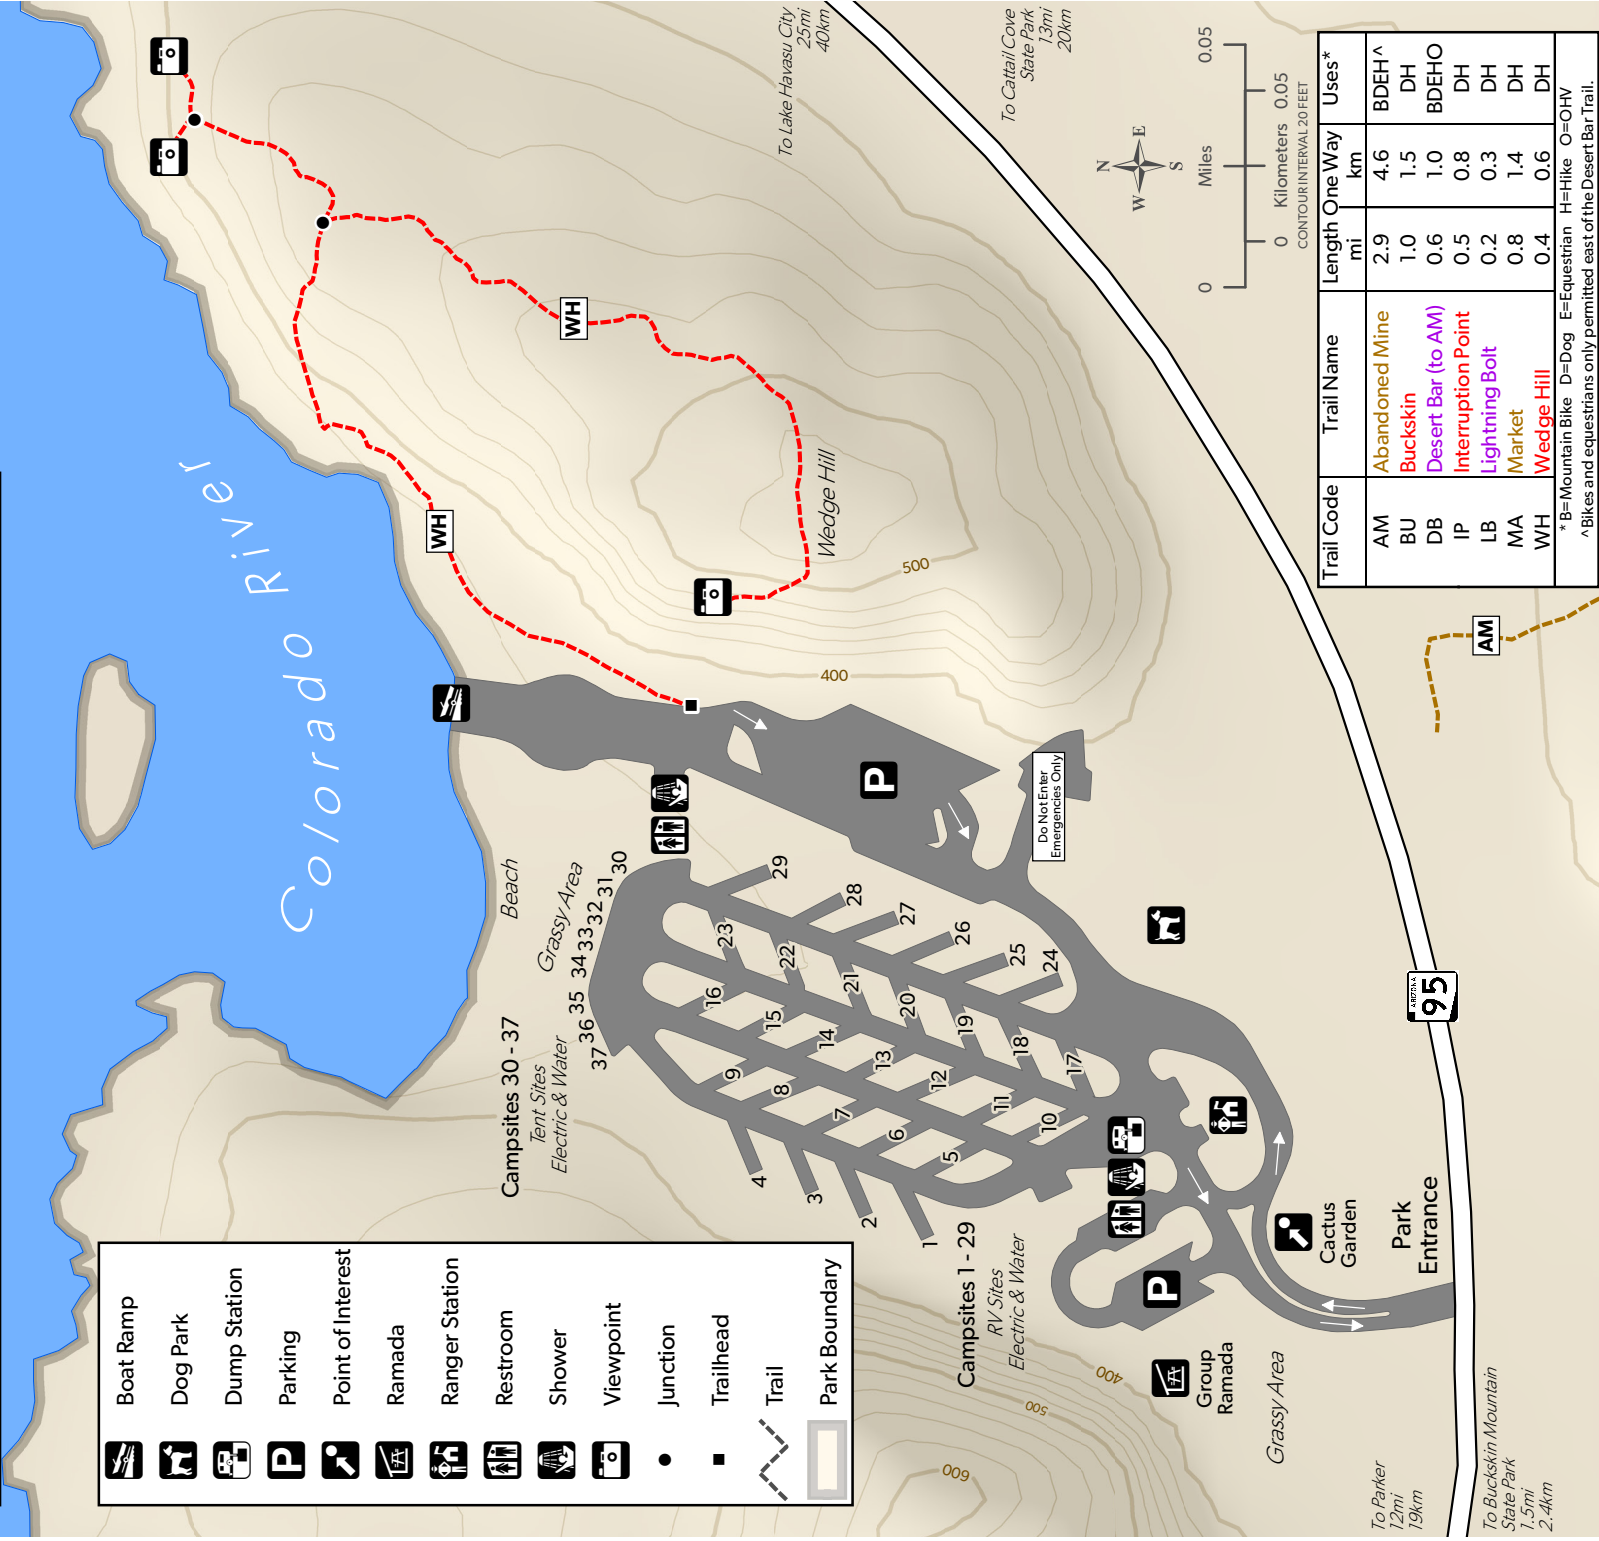 Colorado River
Beach
Grassy Area
Campsites 30 - 37
Tent Sites
Electric & Water
30
31
32
33
34
35
36
37
29
28
27
26
25
24
23
22
21
20
19
18
17
16
15
14
13
12
11
10
9
8
7
6
5
4
3
2
1
Campsites 1 - 29
RV Sites
Electric & Water
WH
WH
Wedge Hill
500
400
P
Do Not Enter
Emergencies Only
P
Cactus
Garden
Park
Entrance
Group
Ramada
Grassy Area
400
500
600
ARIZONA
95
AM
To Lake Havasu City
25mi
40km
To Cattail Cove
State Park
13mi
20km
To Parker
12mi
19km
To Buckskin Mountain
State Park
1.5mi
2.4km
N
W E
S
0 Miles 0.05
0 Kilometers 0.05
CONTOUR INTERVAL 20 FEET
Boat Ramp
Dog Park
Dump Station
P Parking
Point of Interest
Ramada
Ranger Station
Restroom
Shower
Viewpoint
Junction
Trailhead
Trail
Park Boundary
Trail Code Trail Name Length One Way Uses*
mi km
AM Abandoned Mine 2.9 4.6 BDEH^
BU Buckskin 1.0 1.5 DH
DB Desert Bar (to AM) 0.6 1.0 BDEHO
IP Interruption Point 0.5 0.8 DH
LB Lightning Bolt 0.2 0.3 DH
MA Market 0.8 1.4 DH
WH Wedge Hill 0.4 0.6 DH
* B=Mountain Bike D=Dog E=Equestrian H=Hike O=OHV
^Bikes and equestrians only permitted east of the Desert Bar Trail.